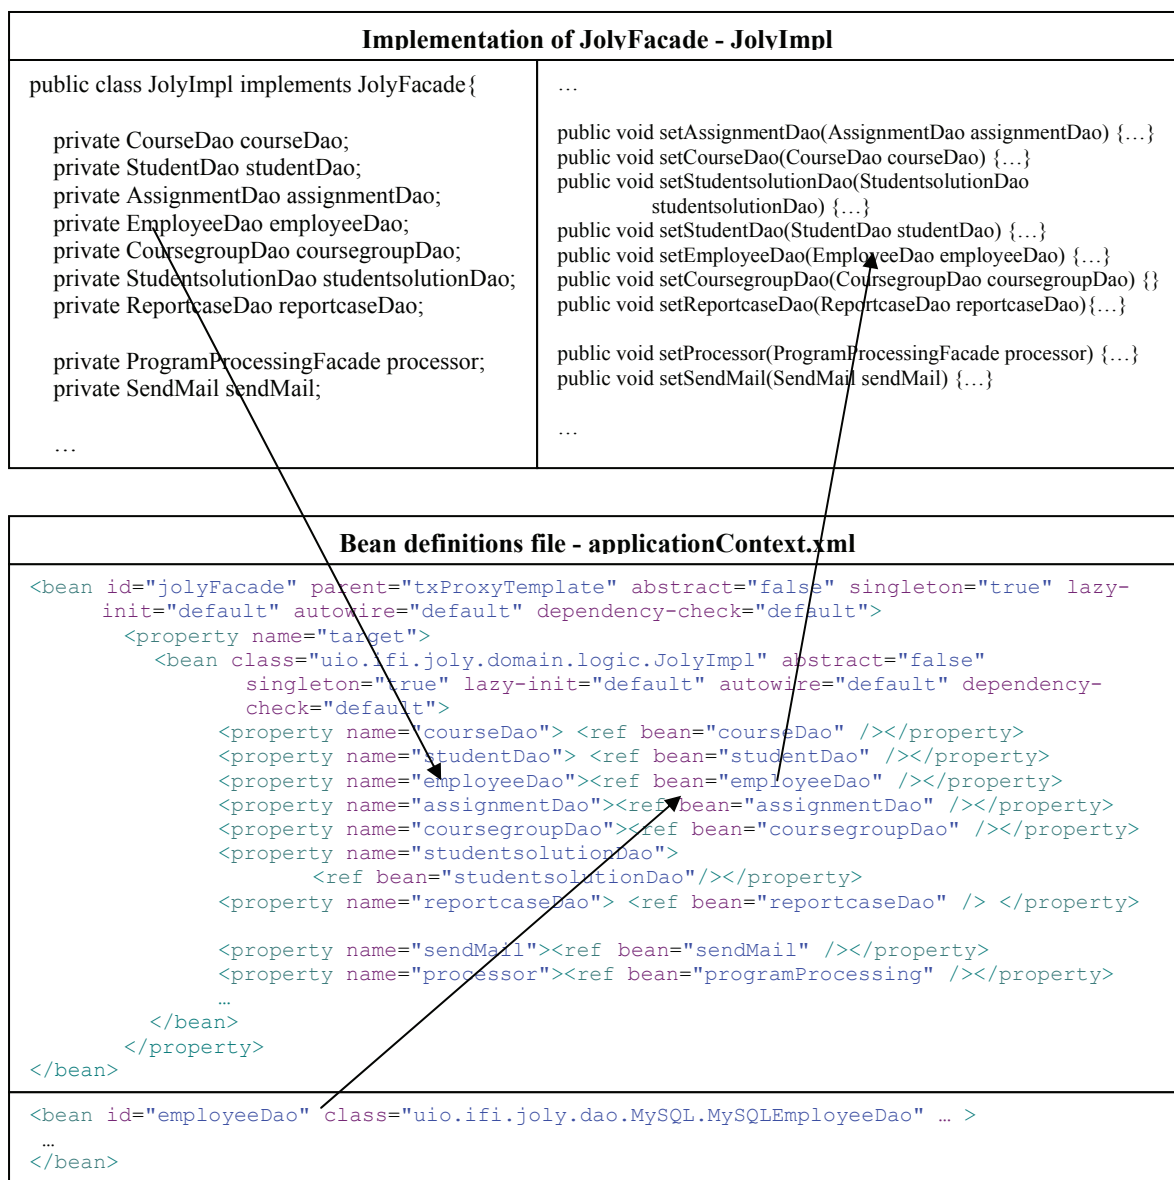 Implementation of JolyFacade - JolyImpl
public class JolyImpl implements JolyFacade{
private CourseDao courseDao;
private StudentDao studentDao;
private AssignmentDao assignmentDao;
private EmployeeDao employeeDao;
private CoursegroupDao coursegroupDao;
private StudentsolutionDao studentsolutionDao;
private ReportcaseDao reportcaseDao;
private ProgramProcessingFacade processor;
private SendMail sendMail;
…
…
public void setAssignmentDao(AssignmentDao assignmentDao) {…}
public void setCourseDao(CourseDao courseDao) {…}
public void setStudentsolutionDao(StudentsolutionDao
studentsolutionDao) {…}
public void setStudentDao(StudentDao studentDao) {…}
public void setEmployeeDao(EmployeeDao employeeDao) {…}
public void setCoursegroupDao(CoursegroupDao coursegroupDao) {}
public void setReportcaseDao(ReportcaseDao reportcaseDao){…}
public void setProcessor(ProgramProcessingFacade processor) {…}
public void setSendMail(SendMail sendMail) {…}
…
Bean definitions file - applicationContext.xml
<bean id="jolyFacade" parent="txProxyTemplate" abstract="false" singleton="true" lazy-
init="default" autowire="default" dependency-check="default">
<property name="target">
<bean class="uio.ifi.joly.domain.logic.JolyImpl" abstract="false"
singleton="true" lazy-init="default" autowire="default" dependency-
check="default">
<property name="courseDao"> <ref bean="courseDao" /></property>
<property name="studentDao"> <ref bean="studentDao" /></property>
<property name="employeeDao"><ref bean="employeeDao" /></property>
<property name="assignmentDao"><ref bean="assignmentDao" /></property>
<property name="coursegroupDao"><ref bean="coursegroupDao" /></property>
<property name="studentsolutionDao">
<ref bean="studentsolutionDao"/></property>
<property name="reportcaseDao"> <ref bean="reportcaseDao" /> </property>
<property name="sendMail"><ref bean="sendMail" /></property>
<property name="processor"><ref bean="programProcessing" /></property>
…
</bean>
</property>
</bean>
<bean id="employeeDao" class="uio.ifi.joly.dao.MySQL.MySQLEmployeeDao" … >
…
</bean>